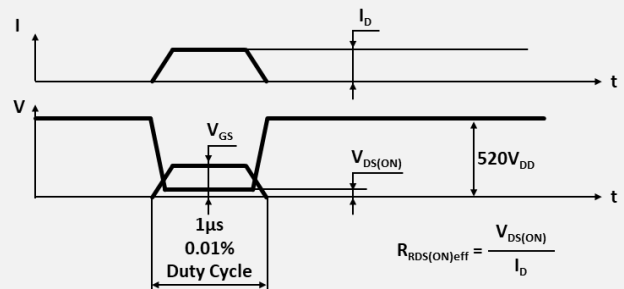 I
I_D
t
V
V_GS
V_DS(ON)
520V_DD
t
1µs
0.01%
Duty Cycle
R_RDS(ON)eff = V_DS(ON) / I_D